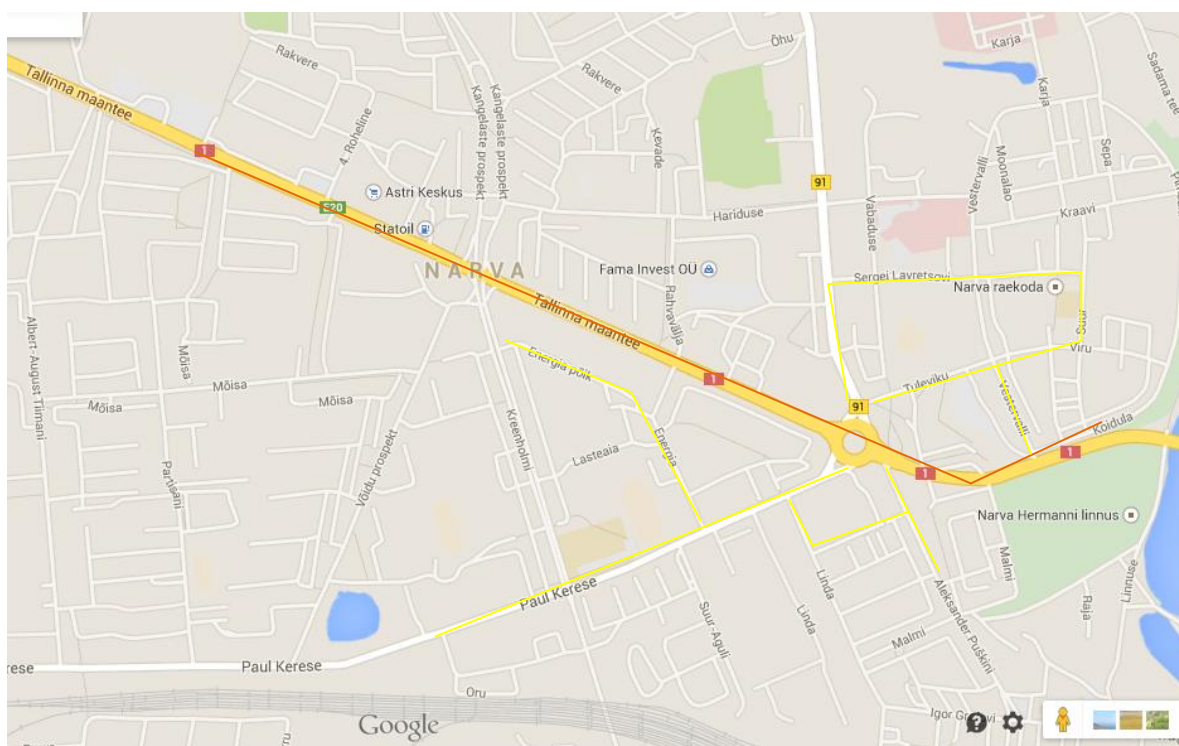 Õhu
Karja
Rakvere
Rakvere
Karja
Sadama tee
Tallinna maantee
Kangelaste prospekt
Kangelaste prospekt
4. Roheline
Kevade
Vestervalli
Moonalao
Sepa
1
91
Astri Keskus
E20
Vabaduse
Hariduse
Kraavi
Statoil
NARVA
Fama Invest OÜ
Sergei Lavretsovi
Narva raekoda
Rahvavälja
Tallinna maantee
Suur
Viru
Albert-August Tiimani
Mõisa
Mõisa
Mõisa
Mõisa
Energia põik
1
Tuleviku
Vestervalli
91
Koidula
Kreenholmi
Energia
Lasteaia
Võidu prospekt
Partisani
1
1
Narva Hermanni linnus
Malmi
Linnuse
Paul Kerese
Linda
Linda
Aleksander Puškini
Raja
Suur-Aguli
Malmi
Paul Kerese
rese
Oru
Google